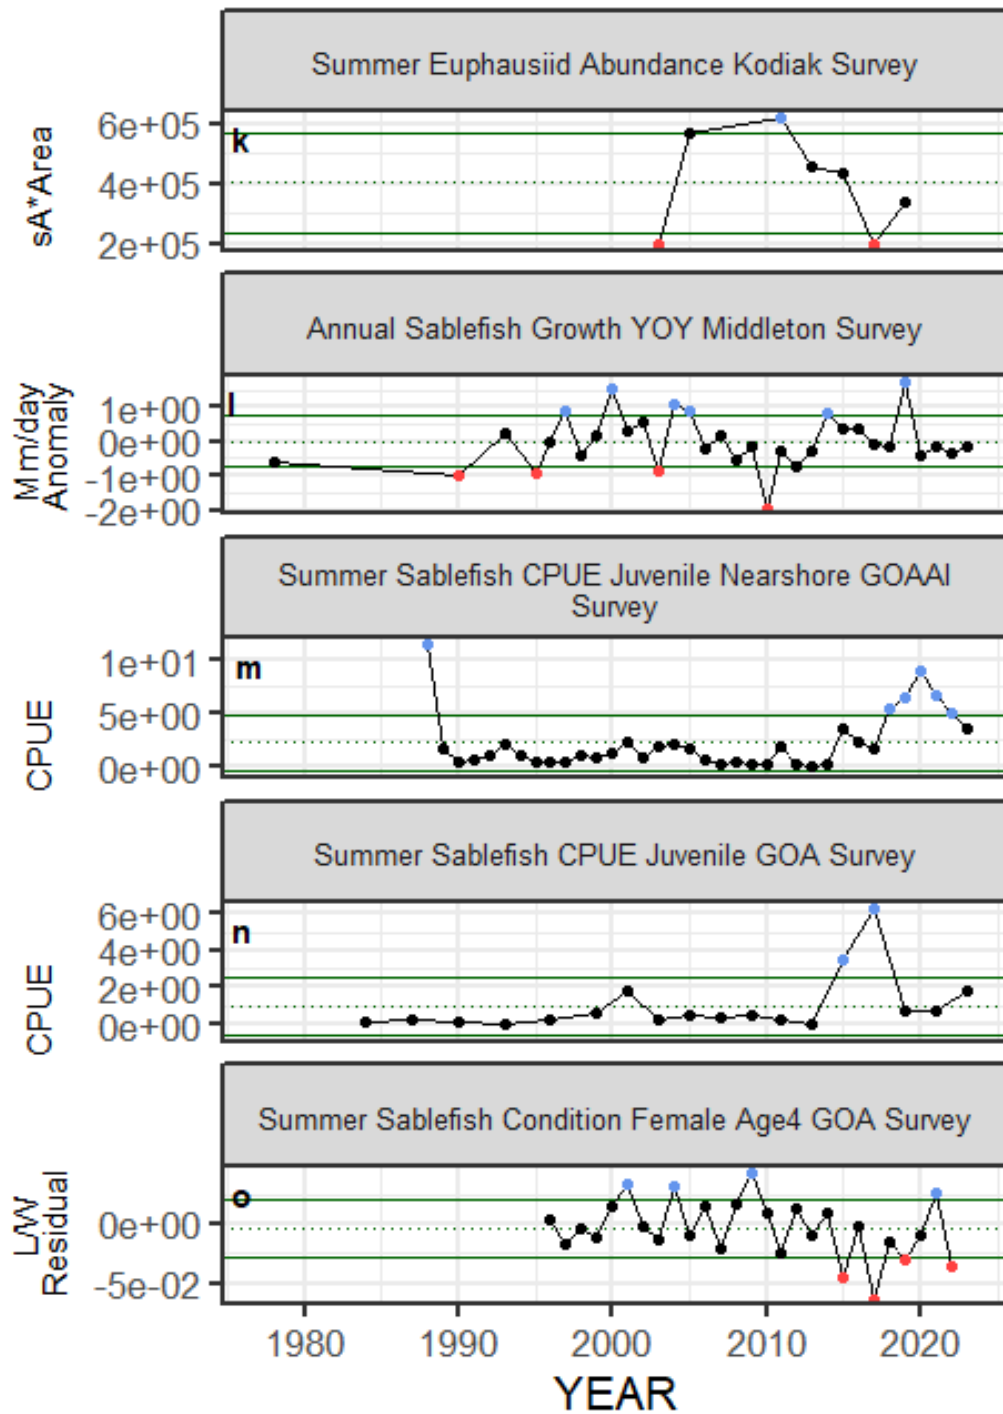 Summer Euphausiid Abundance Kodiak Survey
sA*Area
6e+05
4e+05
2e+05
k
Annual Sablefish Growth YOY Middleton Survey
Mm/day
Anomaly
1e+00
0e+00
-1e+00
-2e+00
l
Summer Sablefish CPUE Juvenile Nearshore GOAAI
Survey
CPUE
1e+01
5e+00
0e+00
m
Summer Sablefish CPUE Juvenile GOA Survey
CPUE
6e+00
4e+00
2e+00
0e+00
n
Summer Sablefish Condition Female Age4 GOA Survey
L/W
Residual
0e+00
-5e-02
o
1980 1990 2000 2010 2020
YEAR